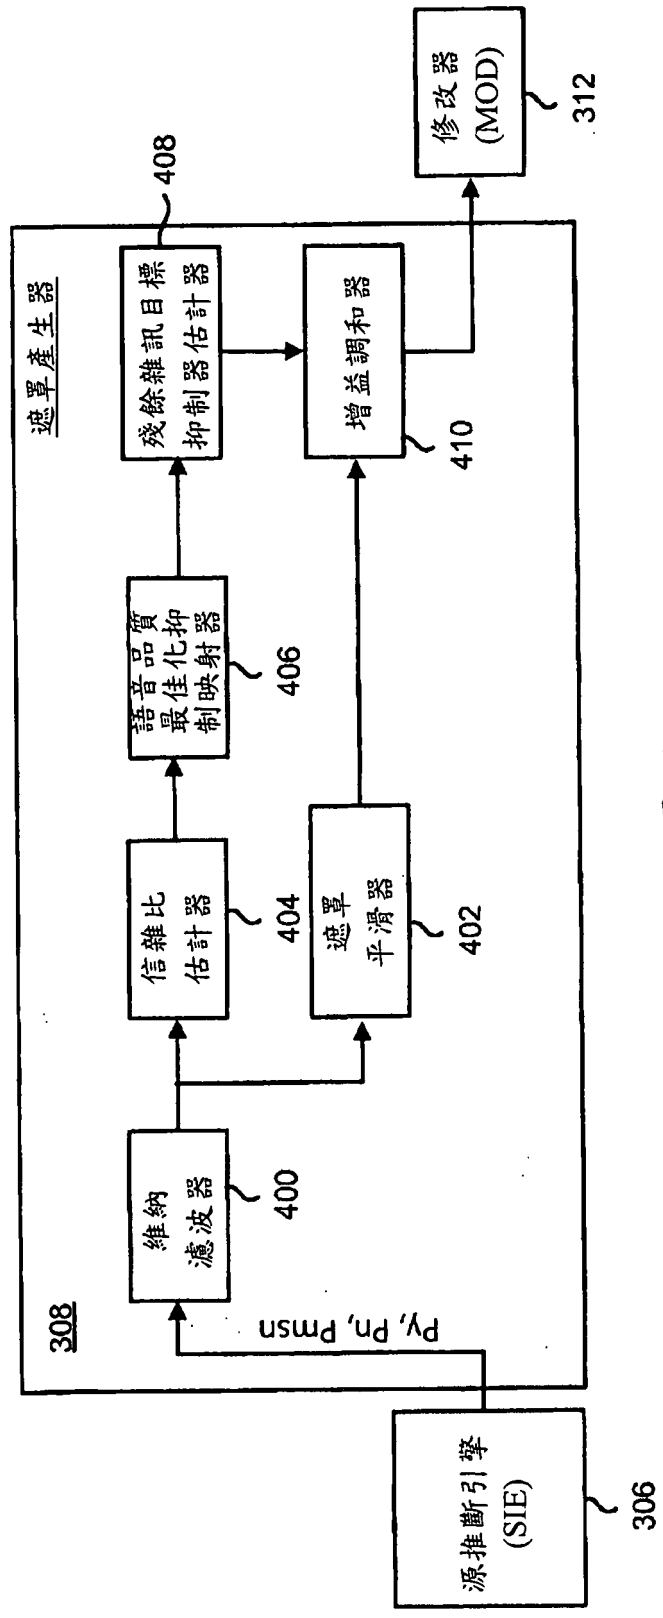 308
遮罩產生器
源推斷引擎
(SIE)
306
Py, Pn, Pmsn
維納
濾波器
400
信雜比
估計器
404
語音品質
最佳化抑
制映射器
406
殘餘雜訊目標
抑制器估計器
408
遮罩
平滑器
402
增益調和器
410
修改器
(MOD)
312